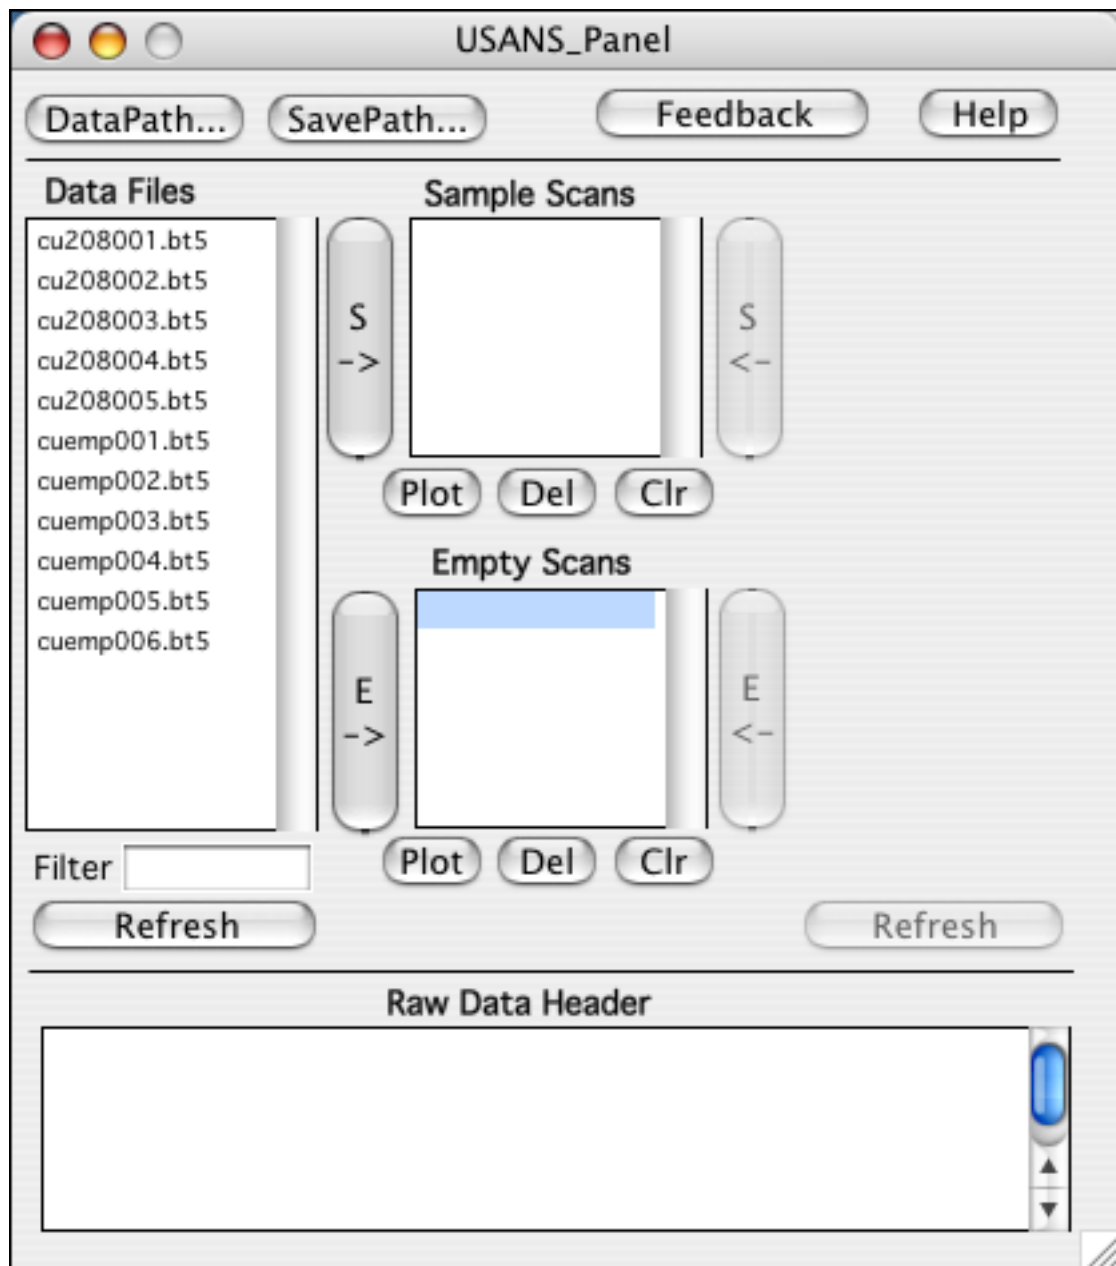 USANS_Panel
DataPath... SavePath... Feedback Help
Data Files
Sample Scans
cu208001.bt5
cu208002.bt5
cu208003.bt5
cu208004.bt5
cu208005.bt5
cuemp001.bt5
cuemp002.bt5
cuemp003.bt5
cuemp004.bt5
cuemp005.bt5
cuemp006.bt5
S
->
S
<-
Plot Del Clr
Empty Scans
E
->
E
<-
Plot Del Clr
Filter
Refresh
Refresh
Raw Data Header